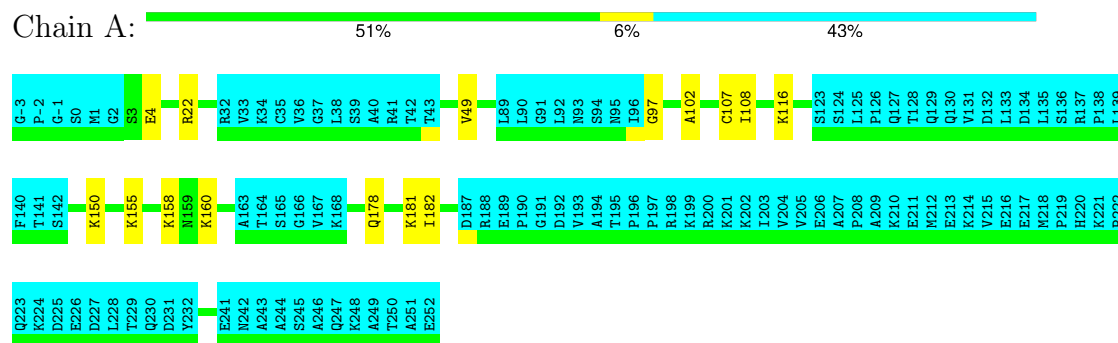 Chain A:
51% 6% 43%
G-3 P-2 G-1 S0 M1 G2 S3 E4 R22 R32 V33 K34 C35 V36 G37 L38 S39 A40 R41 T42 T43 V49 L89 L90 G91 L92 N93 S94 N95 I96 G97 A102 C107 I108 K116 S123 S124 L125 P126 Q127 T128 Q129 Q130 V131 D132 L133 D134 L135 S136 R137 P138 L139
F140 T141 S142 K150 K155 K158 N159 K160 A163 T164 S165 G166 V167 K168 Q178 K181 I182 D187 R188 E189 P190 G191 D192 V193 A194 T195 P196 P197 R198 K199 R200 K201 K202 I203 V204 V205 E206 A207 P208 A209 K210 E211 M212 E213 K214 V215 E216 E217 M218 P219 H220 K221
Q223 K224 D225 E226 D227 L228 T229 Q230 D231 Y232 E241 N242 A243 A244 S245 A246 Q247 K248 A249 T250 A251 E252